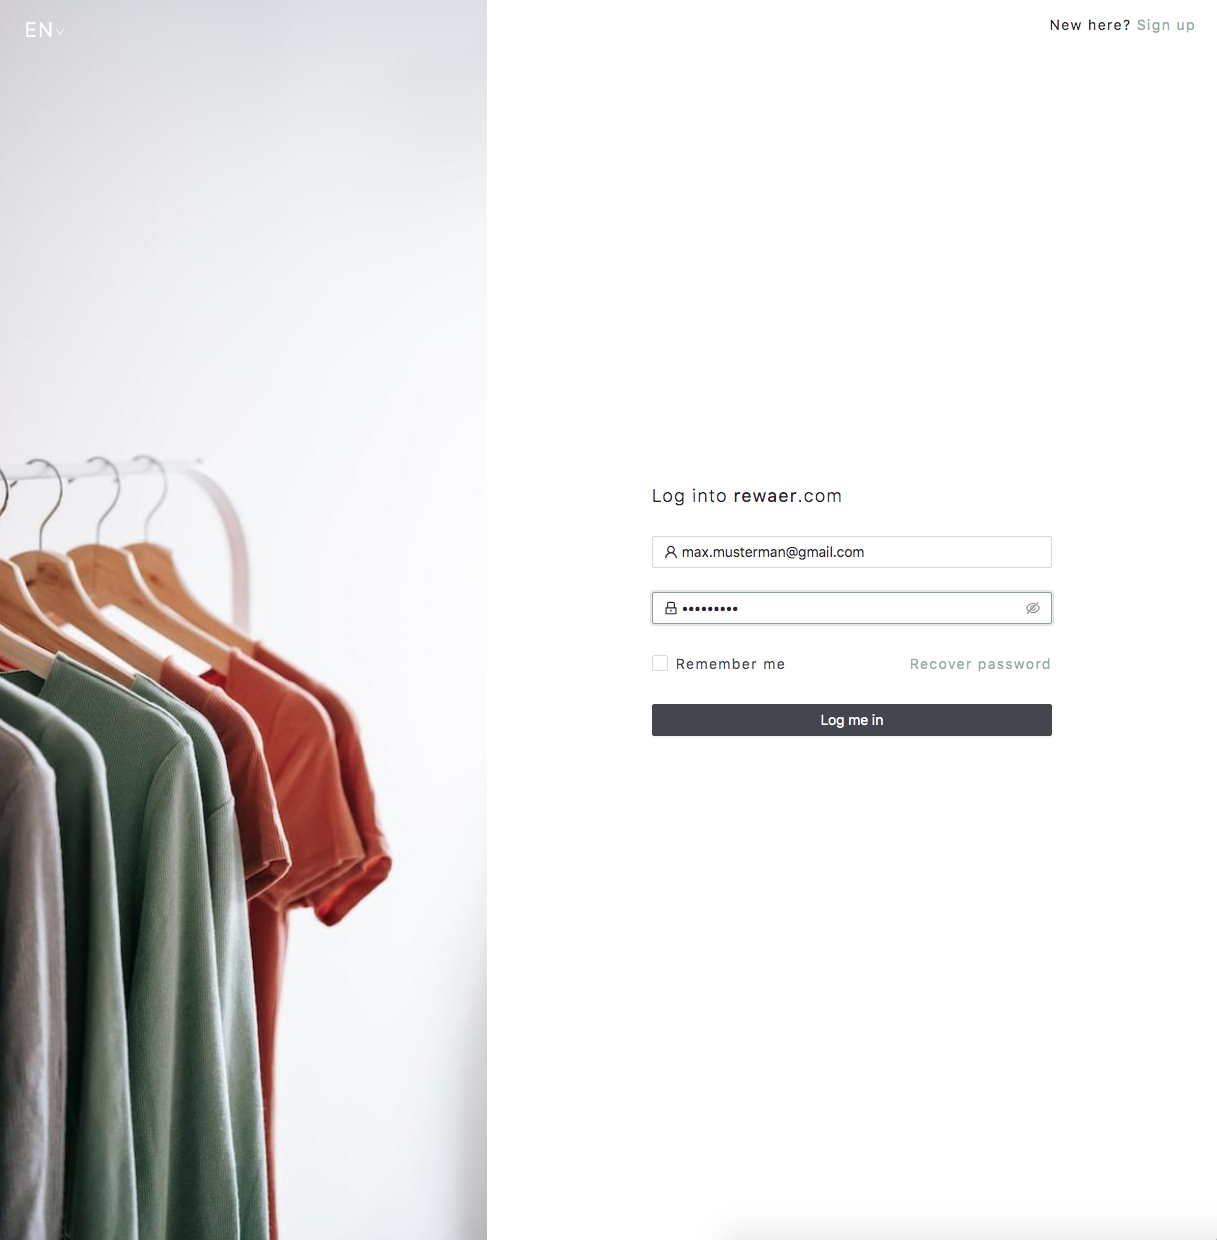 EN
New here? Sign up
Log into rewaer.com
max.musterman@gmail.com
•••••••••
Remember me
Recover password
Log me in